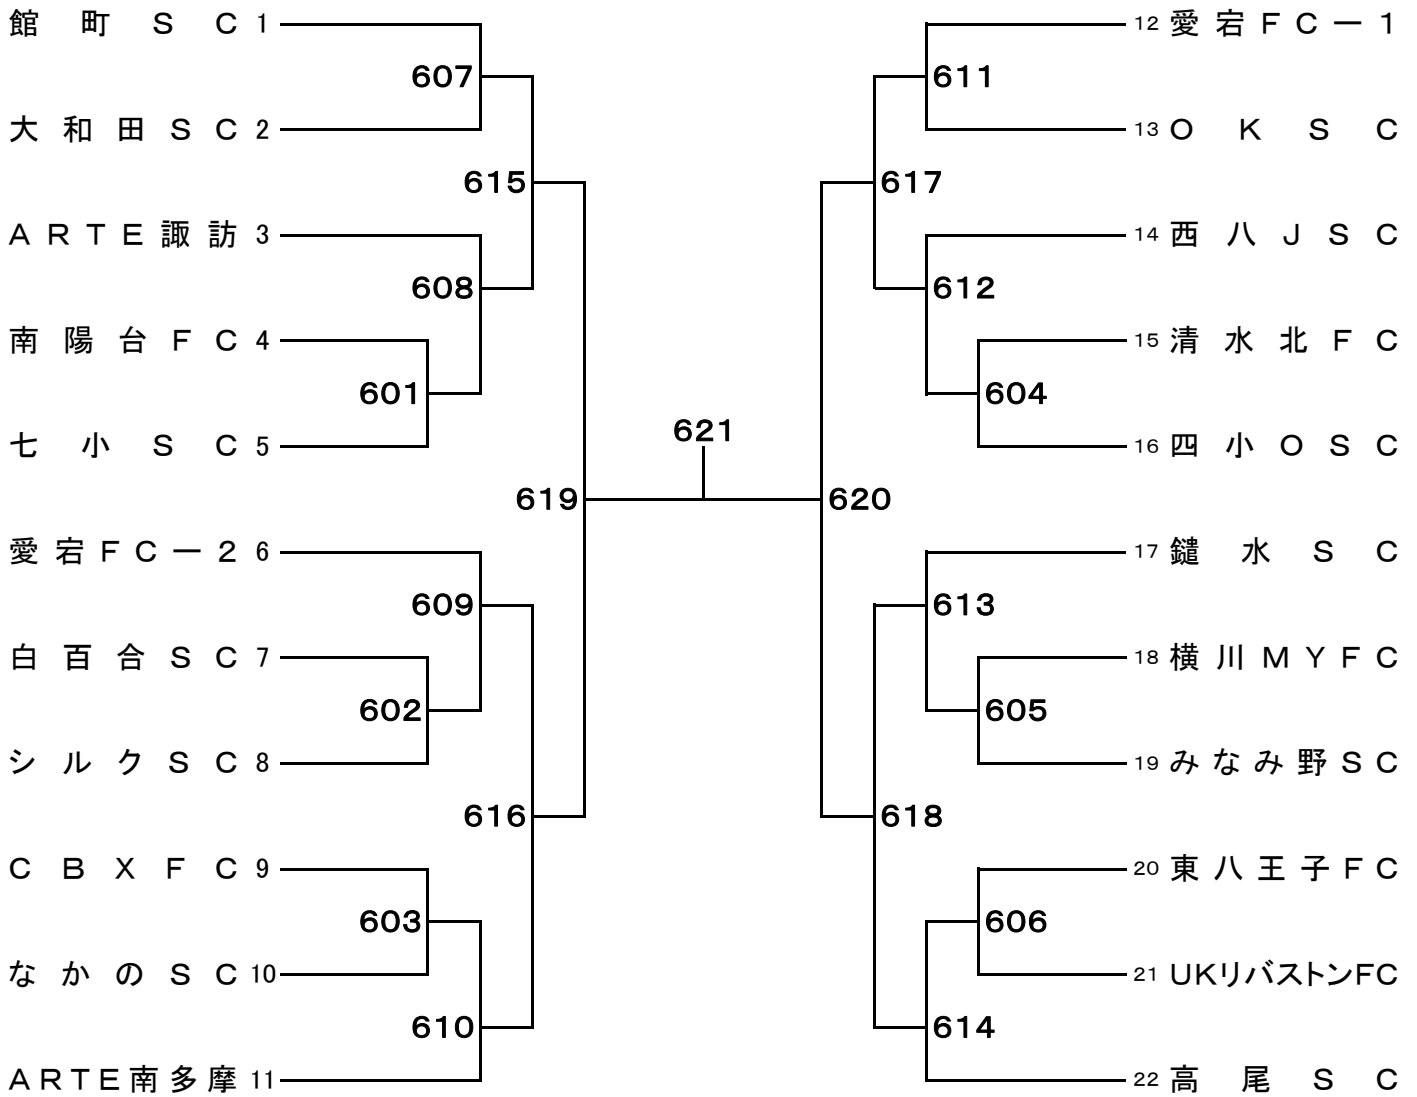 館町SC 1
607
大和田SC 2
615
ARTE諏訪 3
608
南陽台FC 4
601
七小SC 5
619
愛宕FCー2 6
609
白百合SC 7
602
シルクSC 8
616
CBXFC 9
603
なかのSC 10
610
ARTE南多摩 11
621
12 愛宕FCー1
611
13 OKSC
617
14 西八JSC
612
15 清水北FC
604
16 四小OSC
620
17 鑓水SC
613
18 横川MYFC
605
19 みなみ野SC
618
20 東八王子FC
606
21 UKリバストンFC
614
22 高尾SC